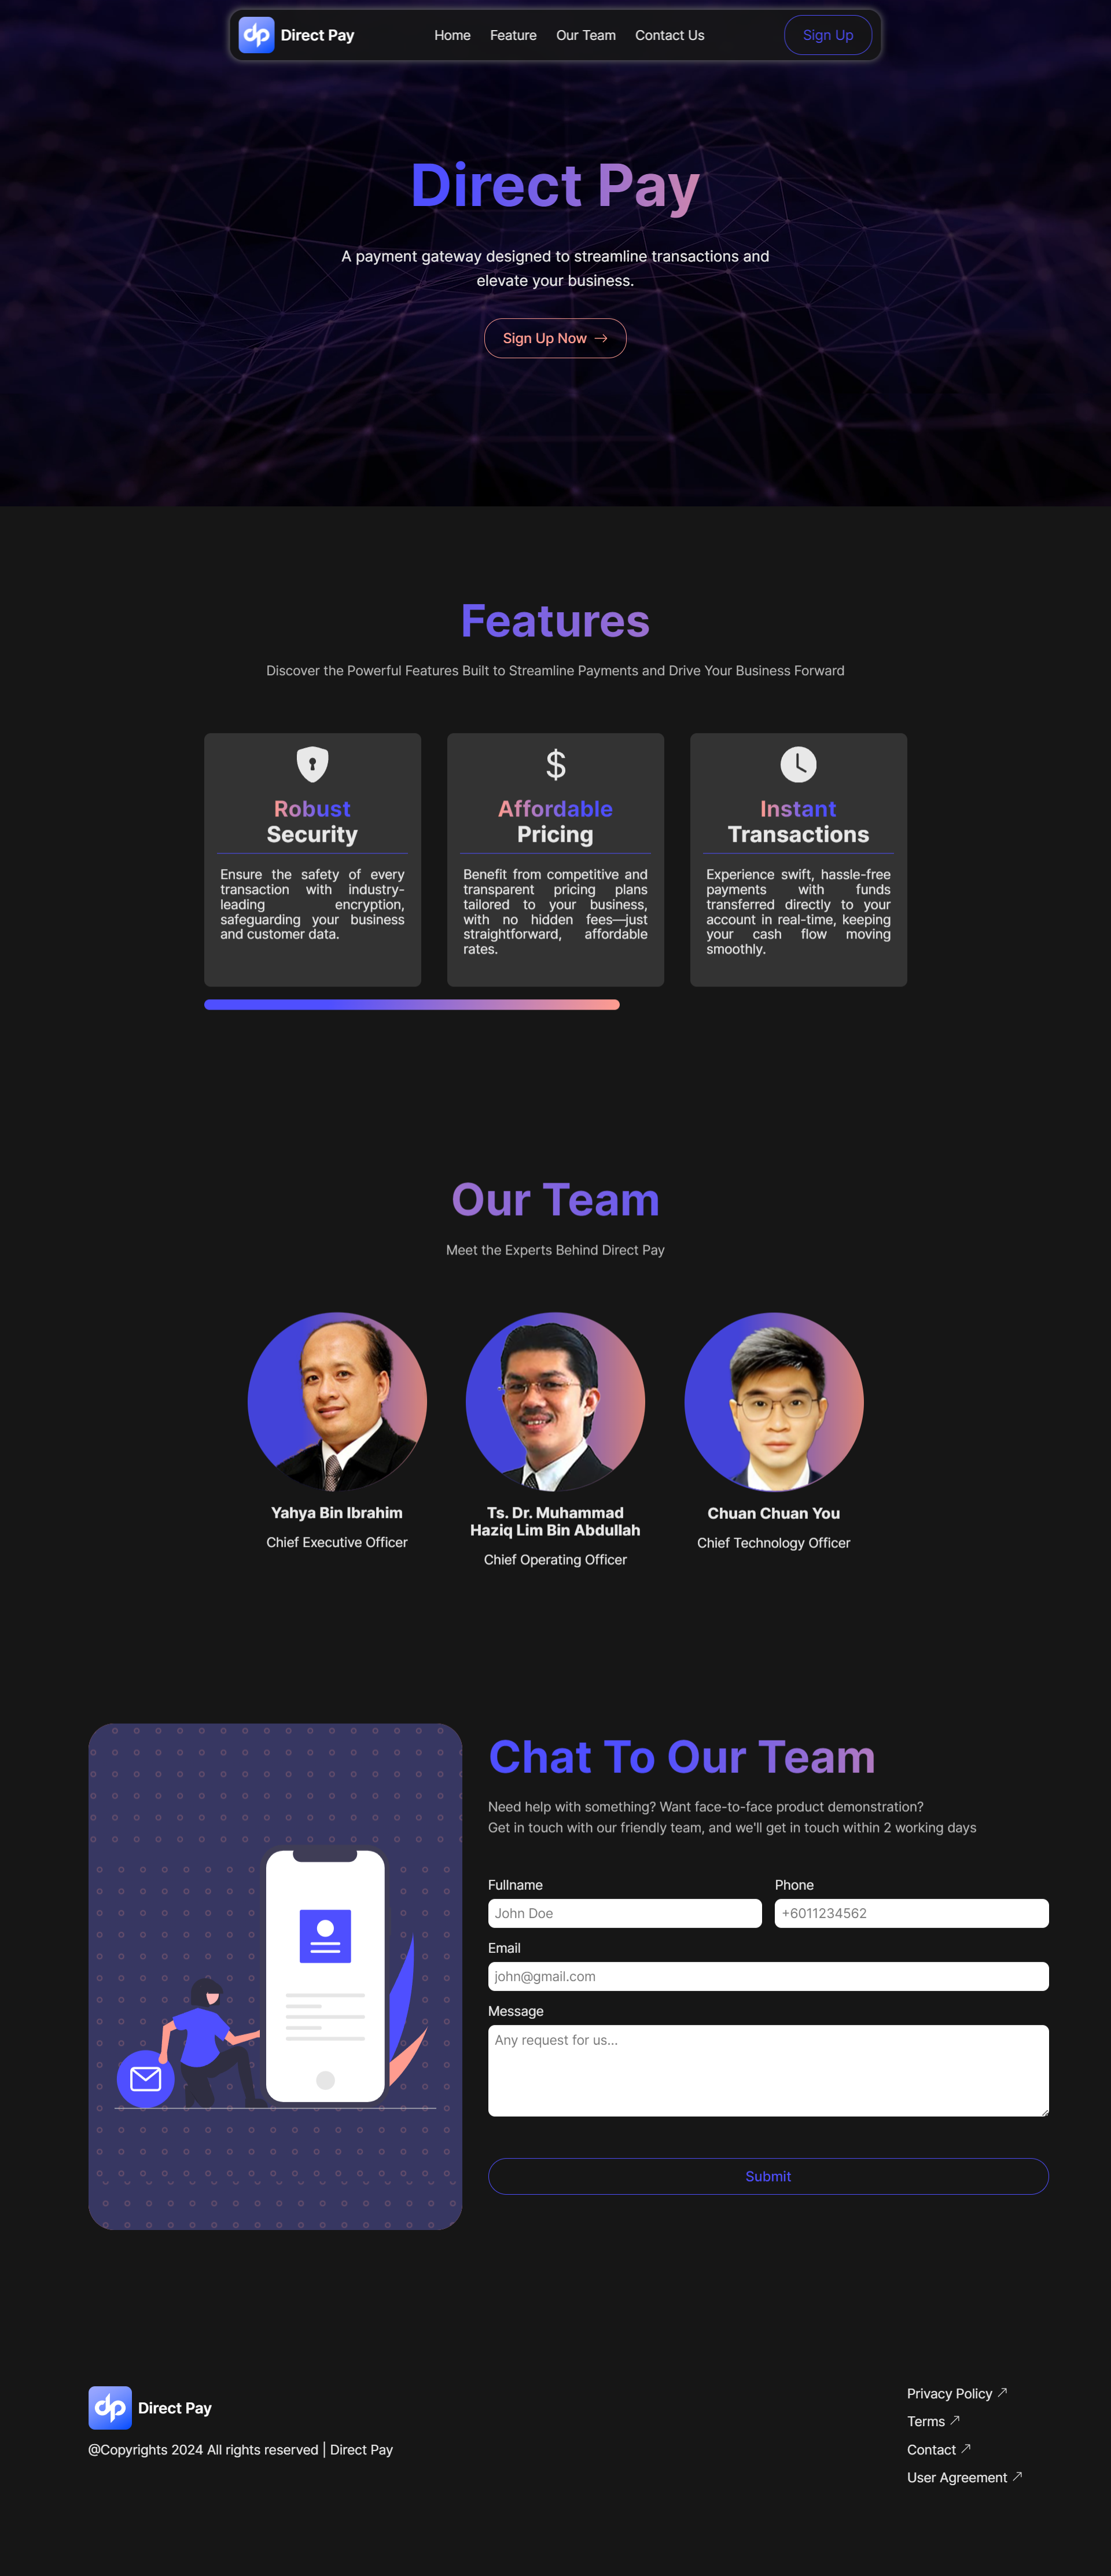 dp Direct Pay
Home Feature Our Team Contact Us
Sign Up
Direct Pay
A payment gateway designed to streamline transactions and
elevate your business.
Sign Up Now →
Features
Discover the Powerful Features Built to Streamline Payments and Drive Your Business Forward
Robust
Security
Ensure the safety of every
transaction with industry-
leading encryption,
safeguarding your business
and customer data.
$
Affordable
Pricing
Benefit from competitive and
transparent pricing plans
tailored to your business,
with no hidden fees—just
straightforward, affordable
rates.
Instant
Transactions
Experience swift, hassle-free
payments with funds
transferred directly to your
account in real-time, keeping
your cash flow moving
smoothly.
Our Team
Meet the Experts Behind Direct Pay
Yahya Bin Ibrahim
Chief Executive Officer
Ts. Dr. Muhammad
Haziq Lim Bin Abdullah
Chief Operating Officer
Chuan Chuan You
Chief Technology Officer
Chat To Our Team
Need help with something? Want face-to-face product demonstration?
Get in touch with our friendly team, and we'll get in touch within 2 working days
Fullname
John Doe
Phone
+6011234562
Email
john@gmail.com
Message
Any request for us...
Submit
dp Direct Pay
@Copyrights 2024 All rights reserved | Direct Pay
Privacy Policy ↗
Terms ↗
Contact ↗
User Agreement ↗